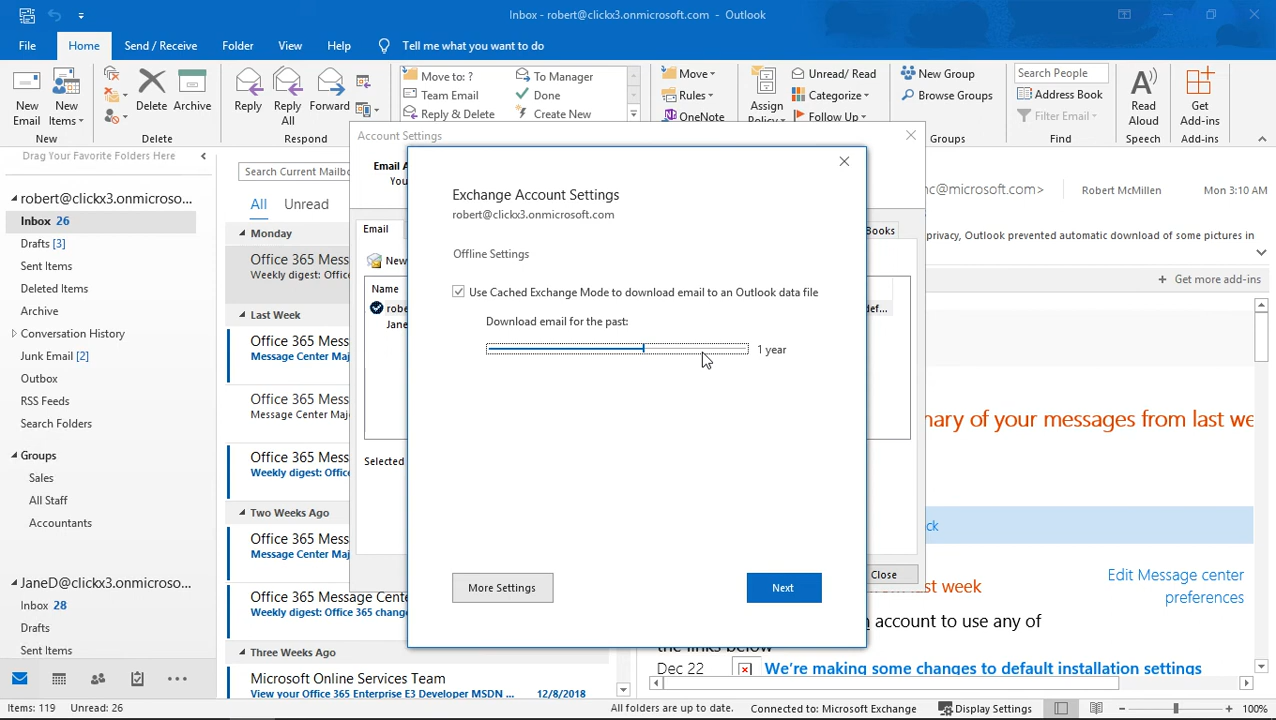 Inbox - robert@clickx3.onmicrosoft.com - Outlook
File
Home
Send / Receive
Folder
View
Help
Tell me what you want to do
New
Email
New
Items
New
Delete
Archive
Delete
Reply
Reply
All
Forward
Respond
Move to: ?
To Manager
Team Email
Done
Reply & Delete
Create New
Move
Rules
OneNote
Assign
Policy
Unread/ Read
Categorize
Follow Up
New Group
Browse Groups
Groups
Search People
Address Book
Filter Email
Find
Read
Aloud
Speech
Get
Add-ins
Add-ins
Drag Your Favorite Folders Here
robert@clickx3.onmicroso...
Inbox 26
Drafts [3]
Sent Items
Deleted Items
Archive
Conversation History
Junk Email [2]
Outbox
RSS Feeds
Search Folders
Groups
Sales
All Staff
Accountants
JaneD@clickx3.onmicroso...
Inbox 28
Drafts
Sent Items
Search Current Mailbo
All
Unread
Monday
Office 365 Mess
Weekly digest: Offic
Last Week
Office 365 Mess
Message Center Maj
Office 365 Mess
Message Center Maj
Office 365 Mess
Weekly digest: Offic
Two Weeks Ago
Office 365 Mess
Message Center Maj
Office 365 Message Cente
Weekly digest: Office 365 change
Three Weeks Ago
Microsoft Online Services Team
View your Office 365 Enterprise E3 Developer MSDN ...
12/8/2018
Account Settings
Email A
You
Email
Books
New
Name
robe
def...
Jane
Selected
Close
Exchange Account Settings
robert@clickx3.onmicrosoft.com
Offline Settings
Use Cached Exchange Mode to download email to an Outlook data file
Download email for the past:
1 year
More Settings
Next
nc@microsoft.com>
Robert McMillen
Mon 3:10 AM
privacy, Outlook prevented automatic download of some pictures in
Get more add-ins
nary of your messages from last we
ck
Edit Message center
preferences
last week
account to use any of
the links below
Dec 22
We're making some changes to default installation settings
Items: 119
Unread: 26
All folders are up to date.
Connected to: Microsoft Exchange
Display Settings
100%